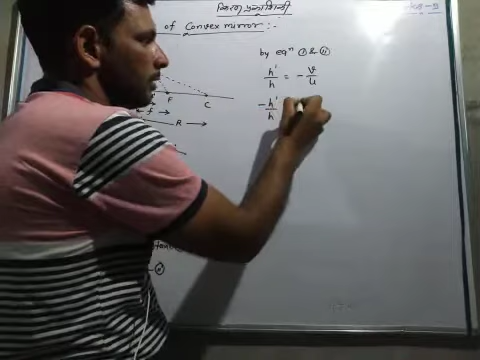 किरण प्रकाशिकी
of Convex mirror :-
by eqⁿ ① & ②
h'/h = - v/u
F C
-h'/h
f
R